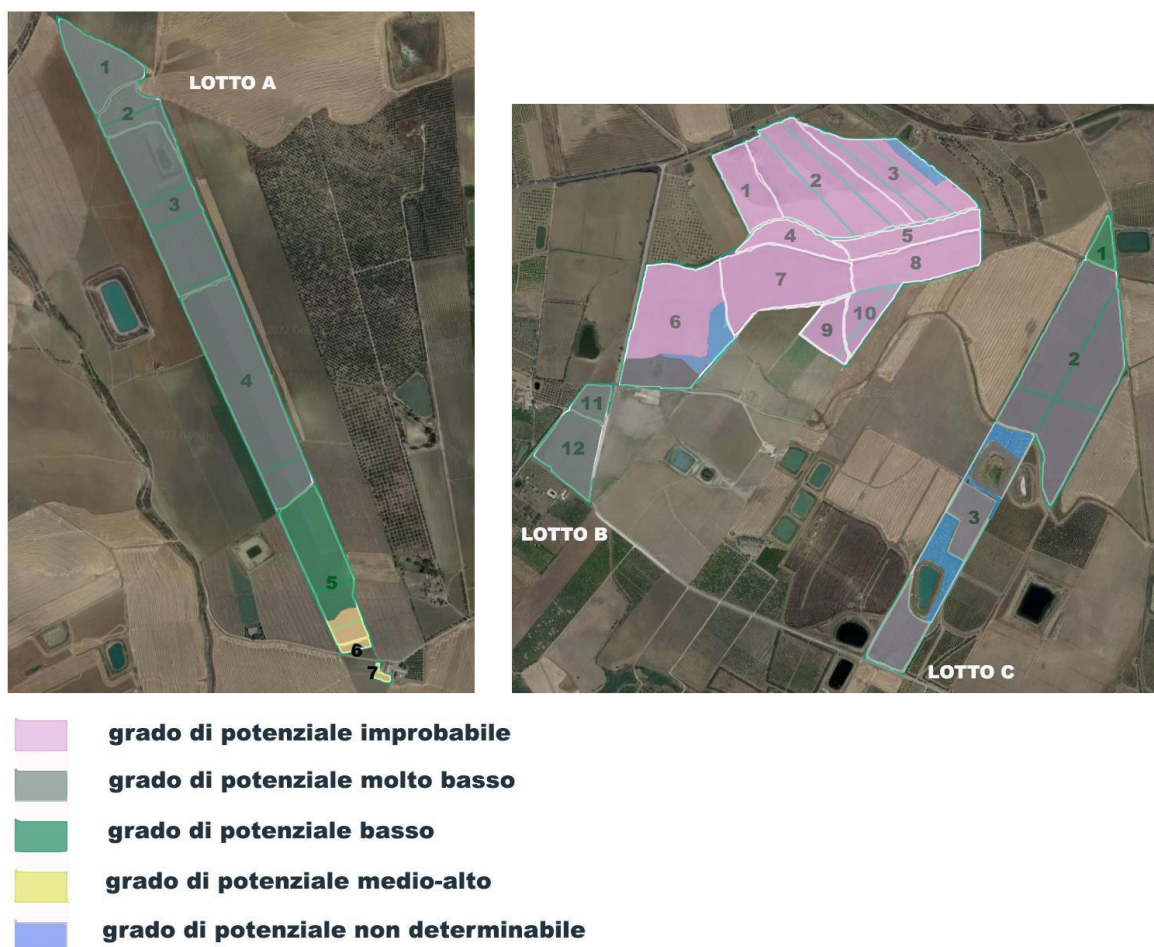 LOTTO A
1
2
3
4
5
6
7
1
2
3
4
5
6
7
8
9
10
11
12
LOTTO B
1
2
3
LOTTO C
grado di potenziale improbabile
grado di potenziale molto basso
grado di potenziale basso
grado di potenziale medio-alto
grado di potenziale non determinabile